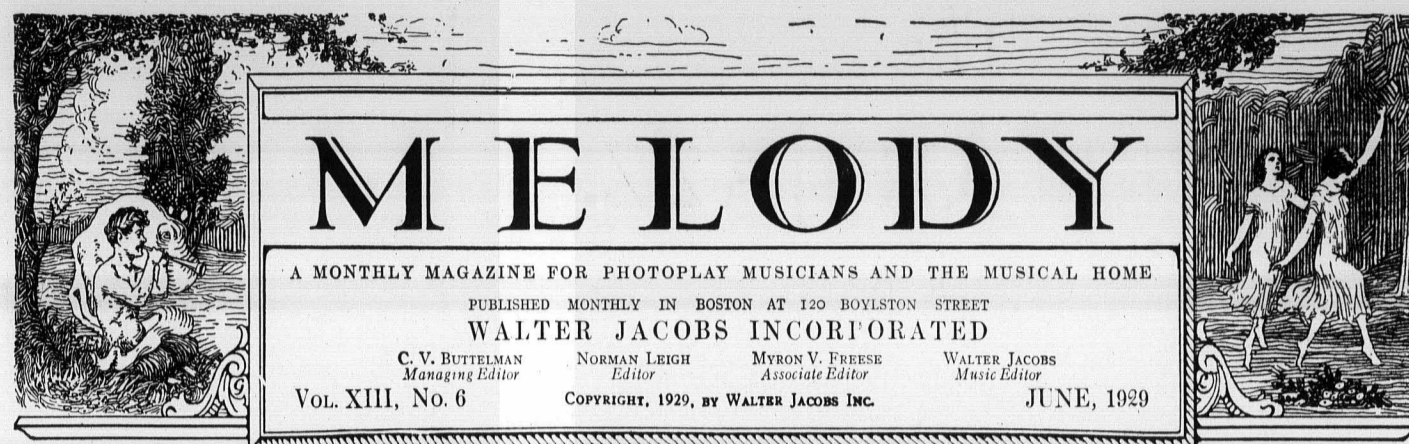 MELODY
A MONTHLY MAGAZINE FOR PHOTOPLAY MUSICIANS AND THE MUSICAL HOME
PUBLISHED MONTHLY IN BOSTON AT 120 BOYLSTON STREET
WALTER JACOBS INCORPORATED
C. V. BUTTELMAN NORMAN LEIGH MYRON V. FREESE WALTER JACOBS
Managing Editor Editor Associate Editor Music Editor
VOL. XIII, NO. 6 COPYRIGHT, 1929, BY WALTER JACOBS INC. JUNE, 1929